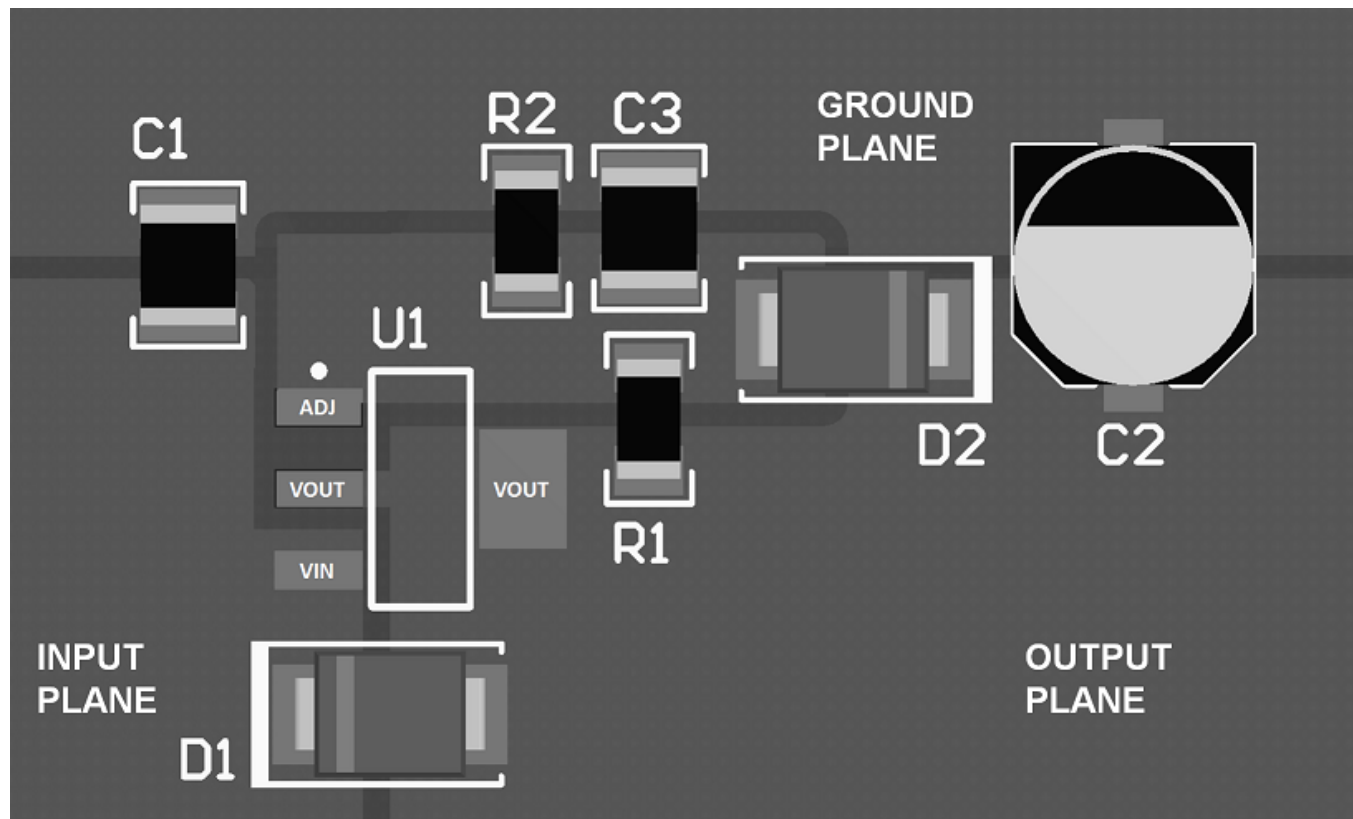 C1
R2
C3
GROUND
PLANE
U1
ADJ
VOUT
VOUT
VIN
R1
D2
C2
INPUT
PLANE
D1
OUTPUT
PLANE